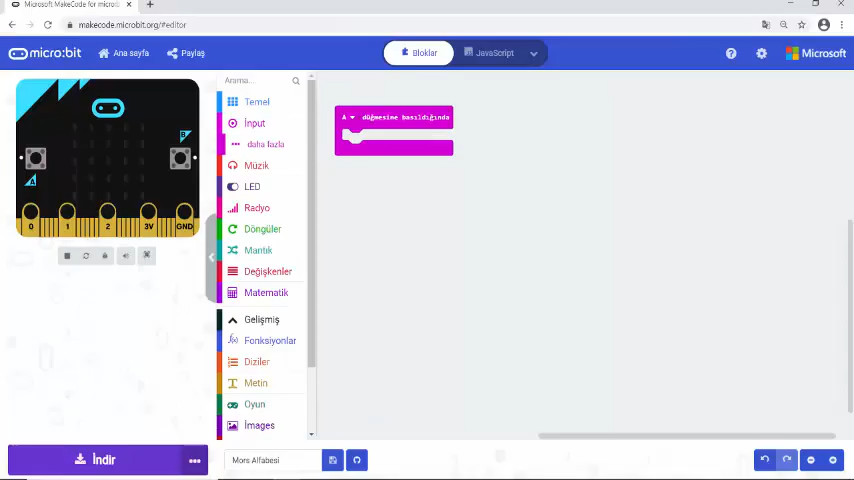 Microsoft MakeCode for micro:b
makecode.microbit.org/#editor
micro:bit
Ana sayfa
Paylaş
Bloklar
JavaScript
Microsoft
Arama...
Temel
Input
daha fazla
Müzik
LED
Radyo
Döngüler
Mantık
Değişkenler
Matematik
Gelişmiş
Fonksiyonlar
Diziler
Metin
Oyun
İmages
A düğmesine basıldığında
A
B
0 1 2 3V GND
İndir
Mors Alfabesi